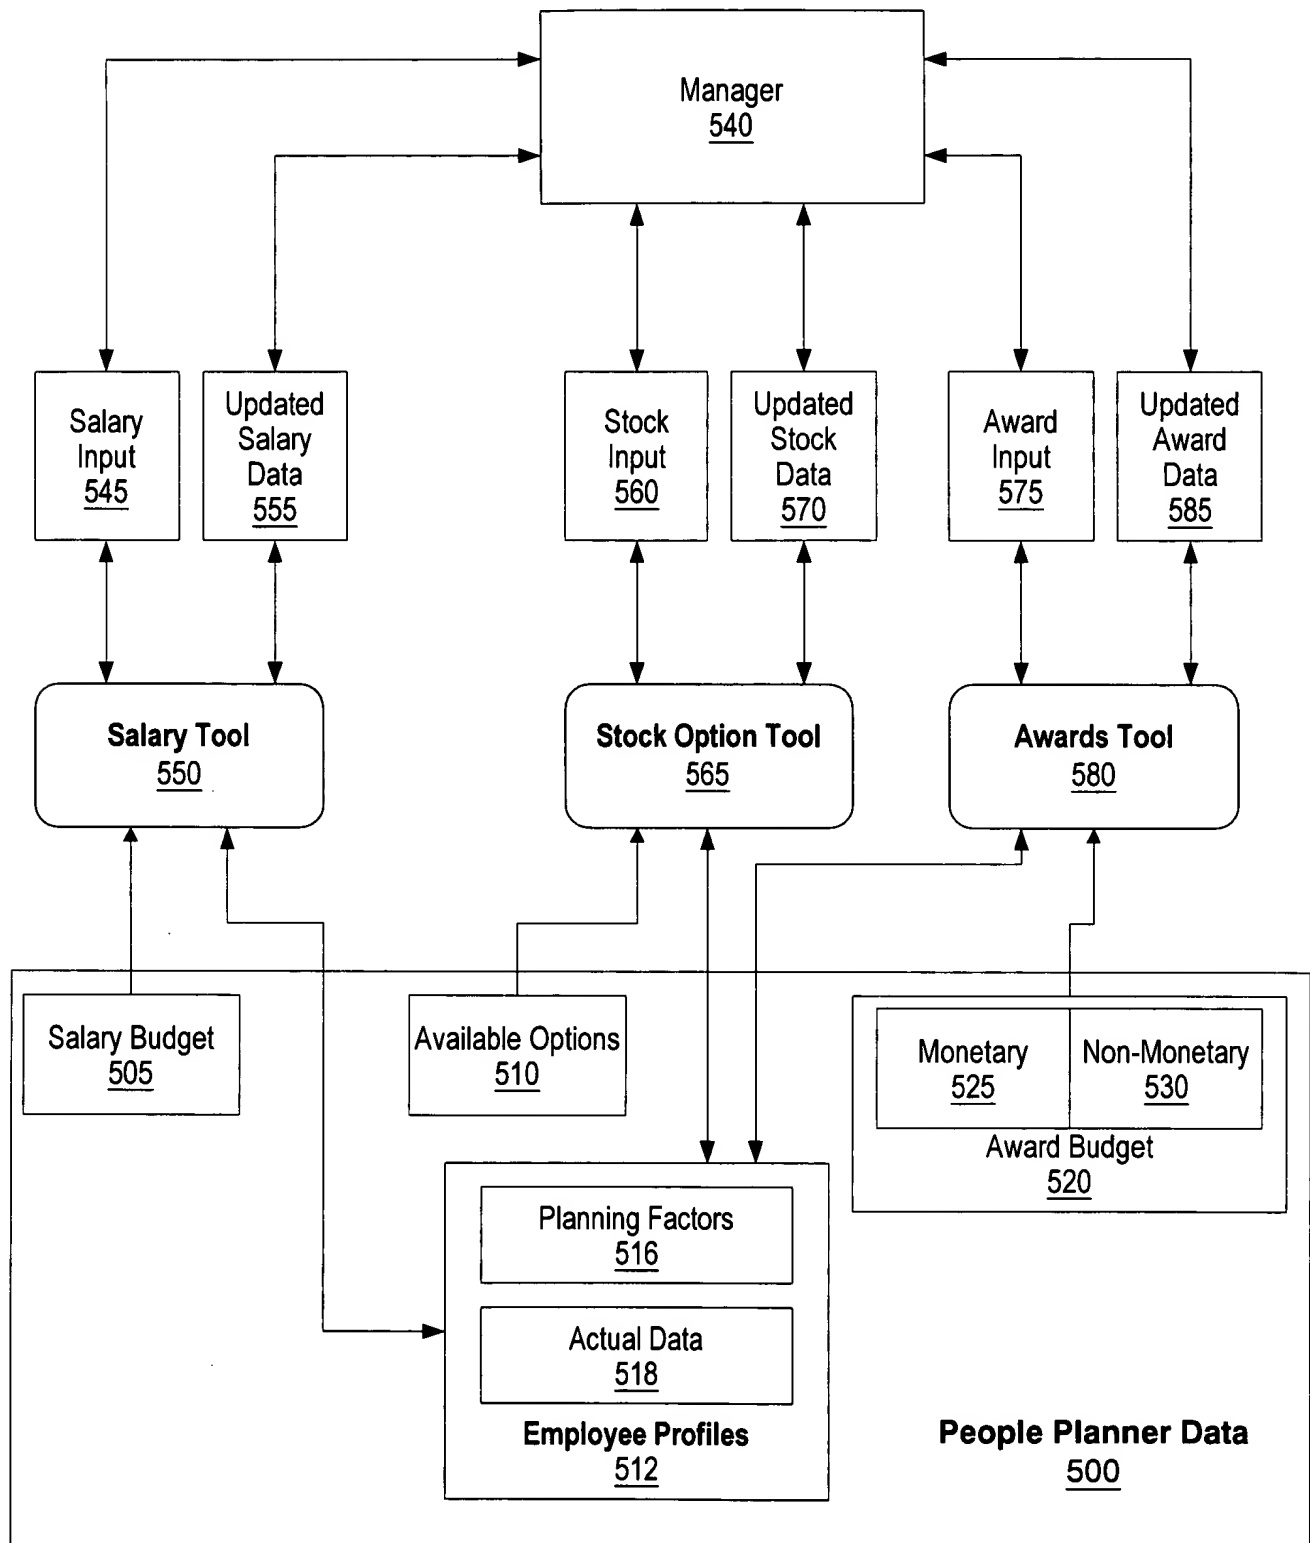 Manager
540
Salary
Input
545
Updated
Salary
Data
555
Stock
Input
560
Updated
Stock
Data
570
Award
Input
575
Updated
Award
Data
585
Salary Tool
550
Stock Option Tool
565
Awards Tool
580
Salary Budget
505
Available Options
510
Monetary
525
Non-Monetary
530
Award Budget
520
Planning Factors
516
Actual Data
518
Employee Profiles
512
People Planner Data
500